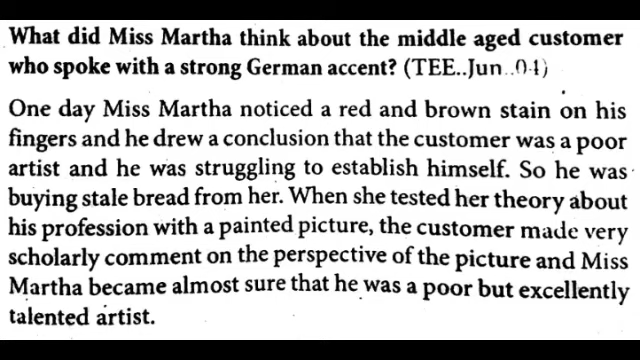 What did Miss Martha think about the middle aged customer
who spoke with a strong German accent? (TEE..Jun..04)
One day Miss Martha noticed a red and brown stain on his
fingers and he drew a conclusion that the customer was a poor
artist and he was struggling to establish himself. So he was
buying stale bread from her. When she tested her theory about
his profession with a painted picture, the customer made very
scholarly comment on the perspective of the picture and Miss
Martha became almost sure that he was a poor but excellently
talented artist.